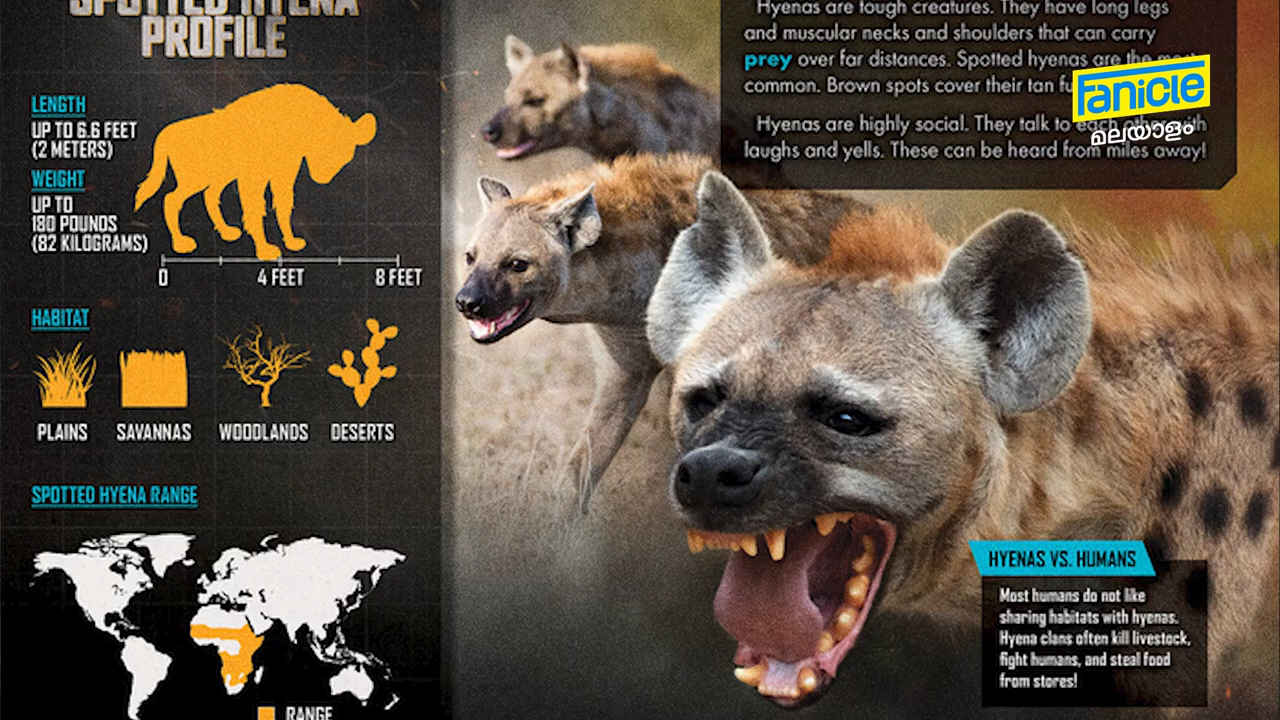 SPOTTED HYENA
PROFILE
LENGTH
UP TO 6.6 FEET
(2 METERS)
WEIGHT
UP TO
180 POUNDS
(82 KILOGRAMS)
0 4 FEET 8 FEET
HABITAT
PLAINS SAVANNAS WOODLANDS DESERTS
SPOTTED HYENA RANGE
RANGE
Hyenas are tough creatures. They have long legs
and muscular necks and shoulders that can carry
prey over far distances. Spotted hyenas are the most
common. Brown spots cover their tan
Hyenas are highly social. They talk to each other with
laughs and yells. These can be heard from miles away!
Fanicle
മലയാളം
HYENAS VS. HUMANS
Most humans do not like
sharing habitats with hyenas.
Hyena clans often kill livestock,
fight humans, and steal food
from stores!